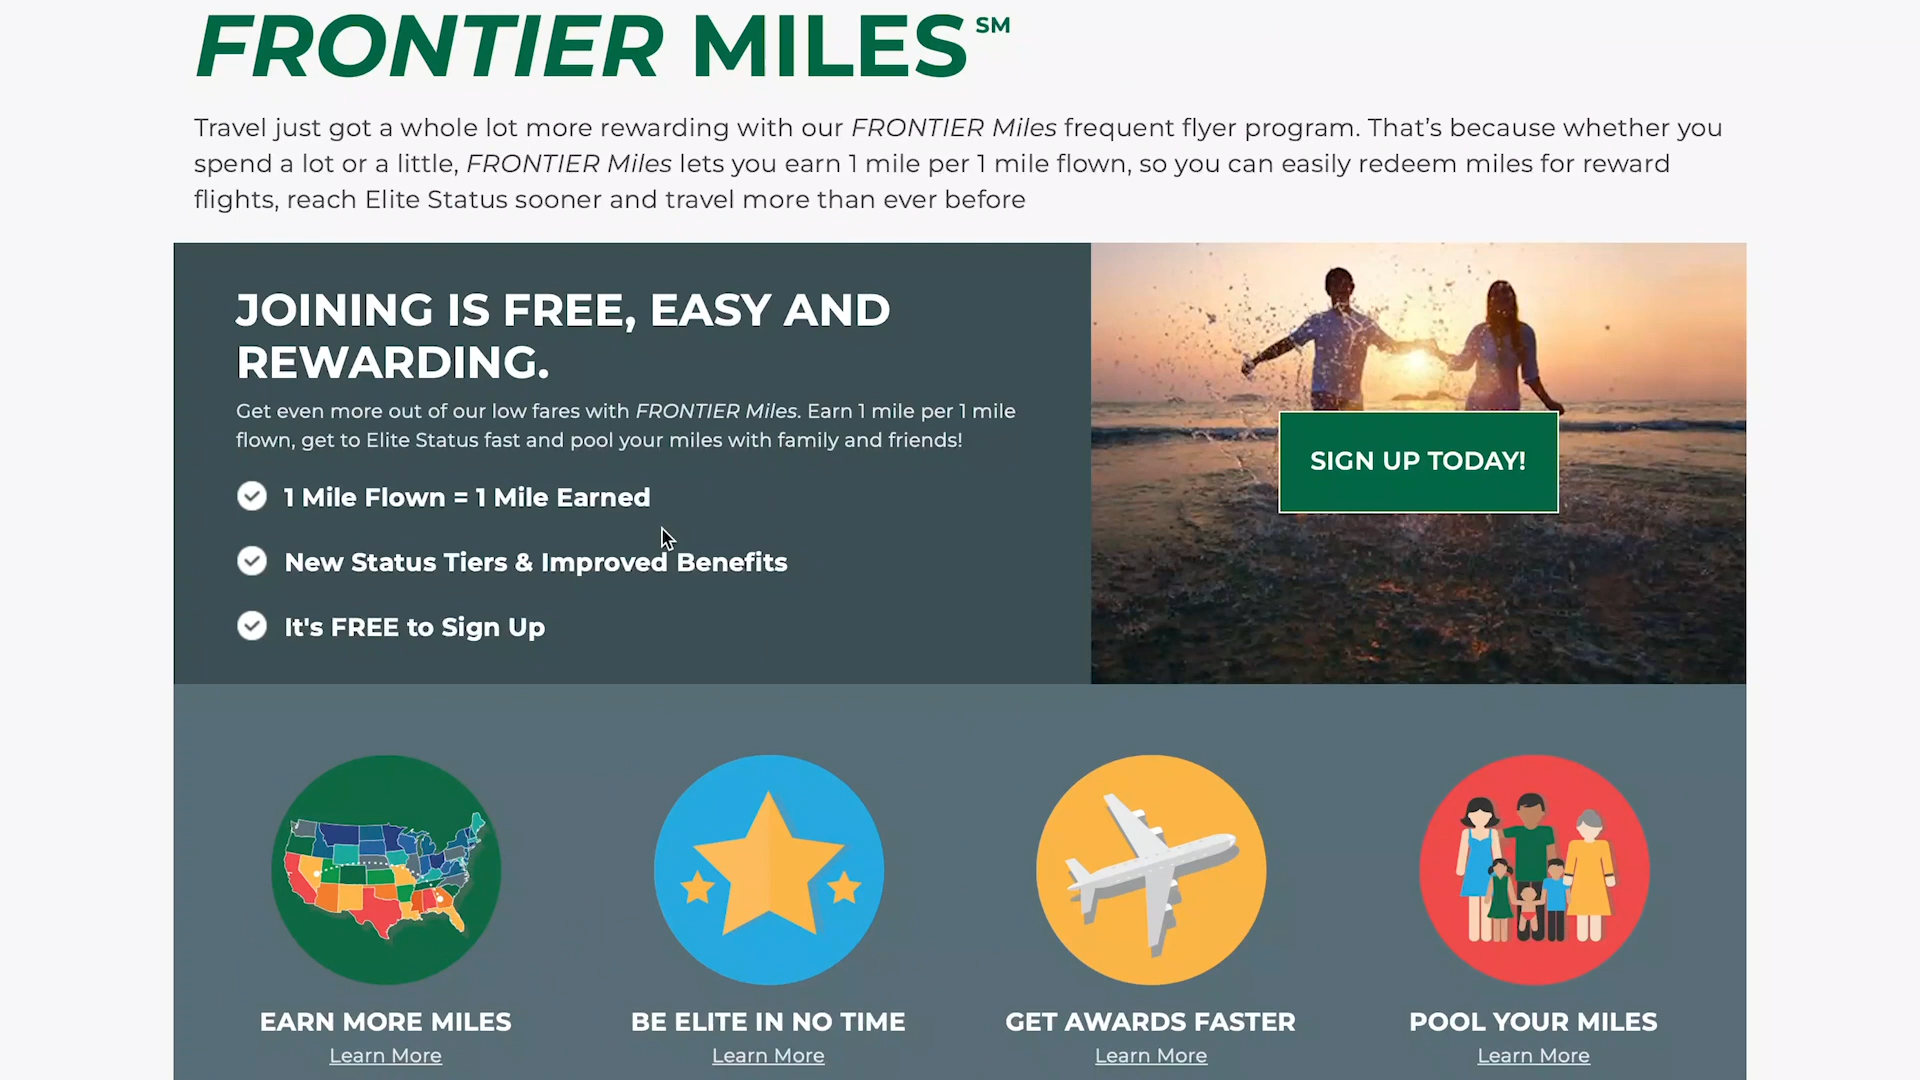 FRONTIER MILES℠
Travel just got a whole lot more rewarding with our FRONTIER Miles frequent flyer program. That’s because whether you
spend a lot or a little, FRONTIER Miles lets you earn 1 mile per 1 mile flown, so you can easily redeem miles for reward
flights, reach Elite Status sooner and travel more than ever before
JOINING IS FREE, EASY AND
REWARDING.
Get even more out of our low fares with FRONTIER Miles. Earn 1 mile per 1 mile
flown, get to Elite Status fast and pool your miles with family and friends!
1 Mile Flown = 1 Mile Earned
New Status Tiers & Improved Benefits
It's FREE to Sign Up
SIGN UP TODAY!
EARN MORE MILES
Learn More
BE ELITE IN NO TIME
Learn More
GET AWARDS FASTER
Learn More
POOL YOUR MILES
Learn More